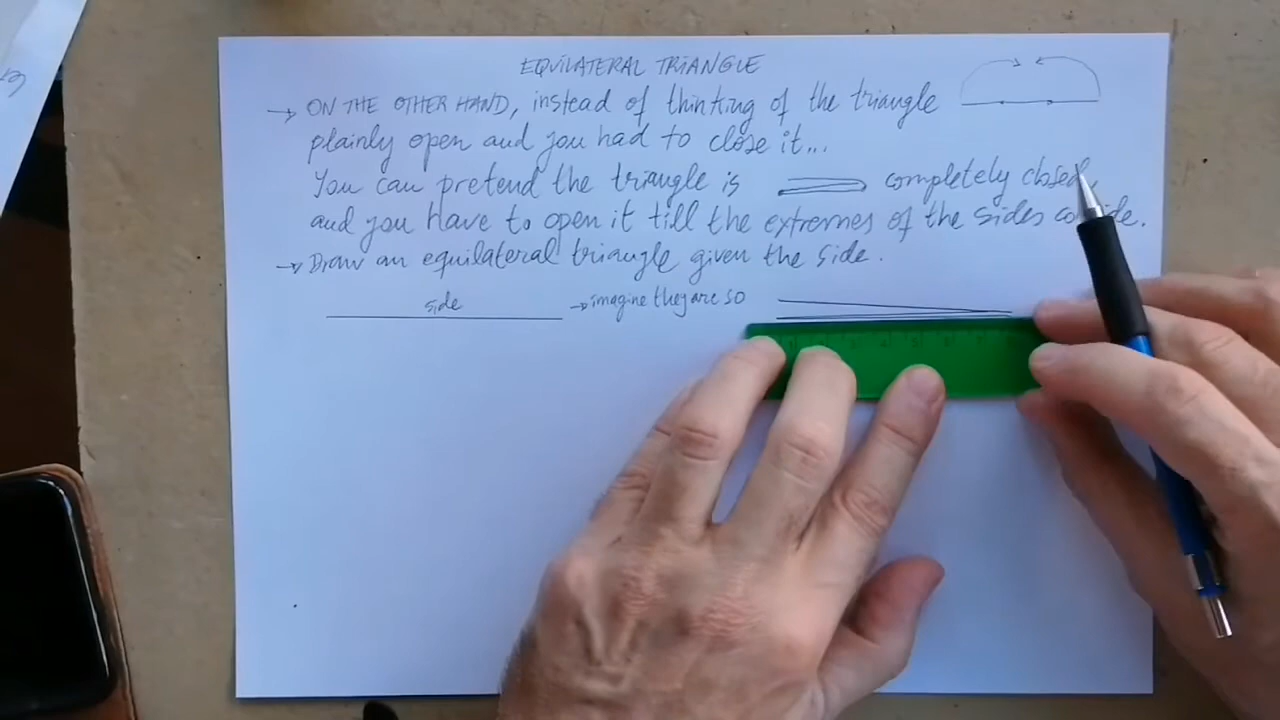 EQUILATERAL TRIANGLE
→ ON THE OTHER HAND, instead of thinking of the triangle
plainly open and you had to close it...
You can pretend the triangle is completely closed,
and you have to open it till the extremes of the sides
→ Draw an equilateral triangle given the side.
side → imagine they are so